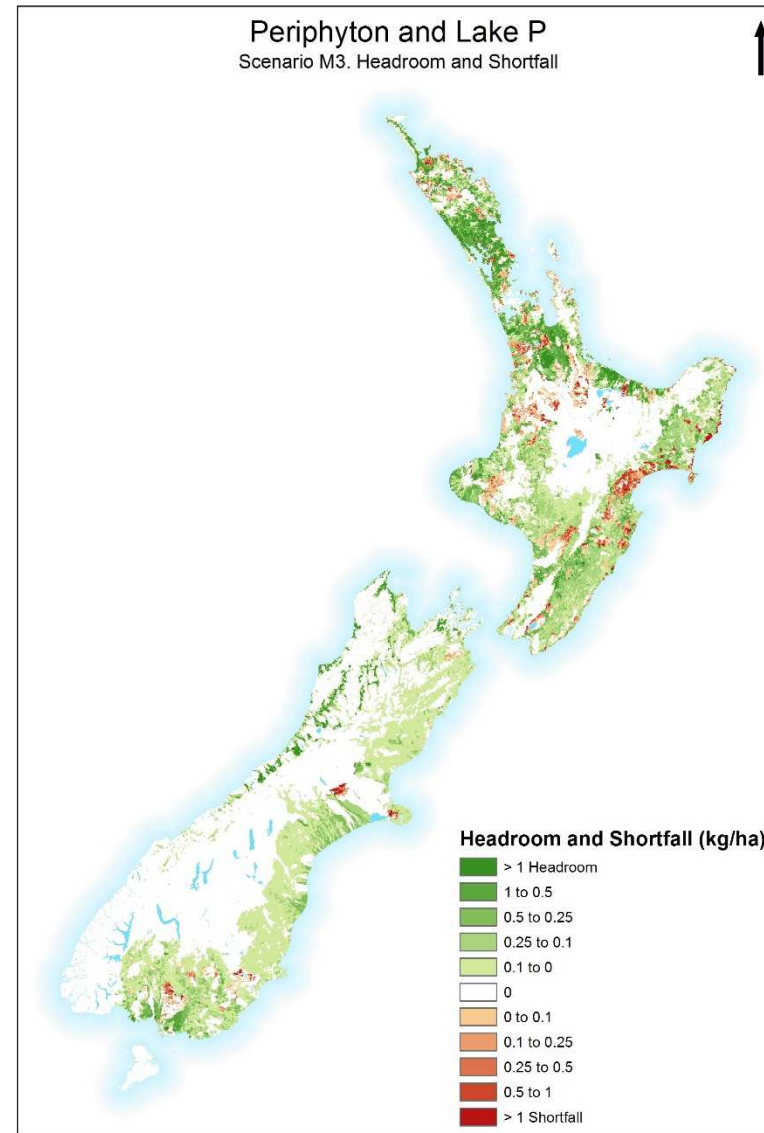 Periphyton and Lake P
Scenario M3. Headroom and Shortfall
Headroom and Shortfall (kg/ha)
> 1 Headroom
1 to 0.5
0.5 to 0.25
0.25 to 0.1
0.1 to 0
0
0 to 0.1
0.1 to 0.25
0.25 to 0.5
0.5 to 1
> 1 Shortfall